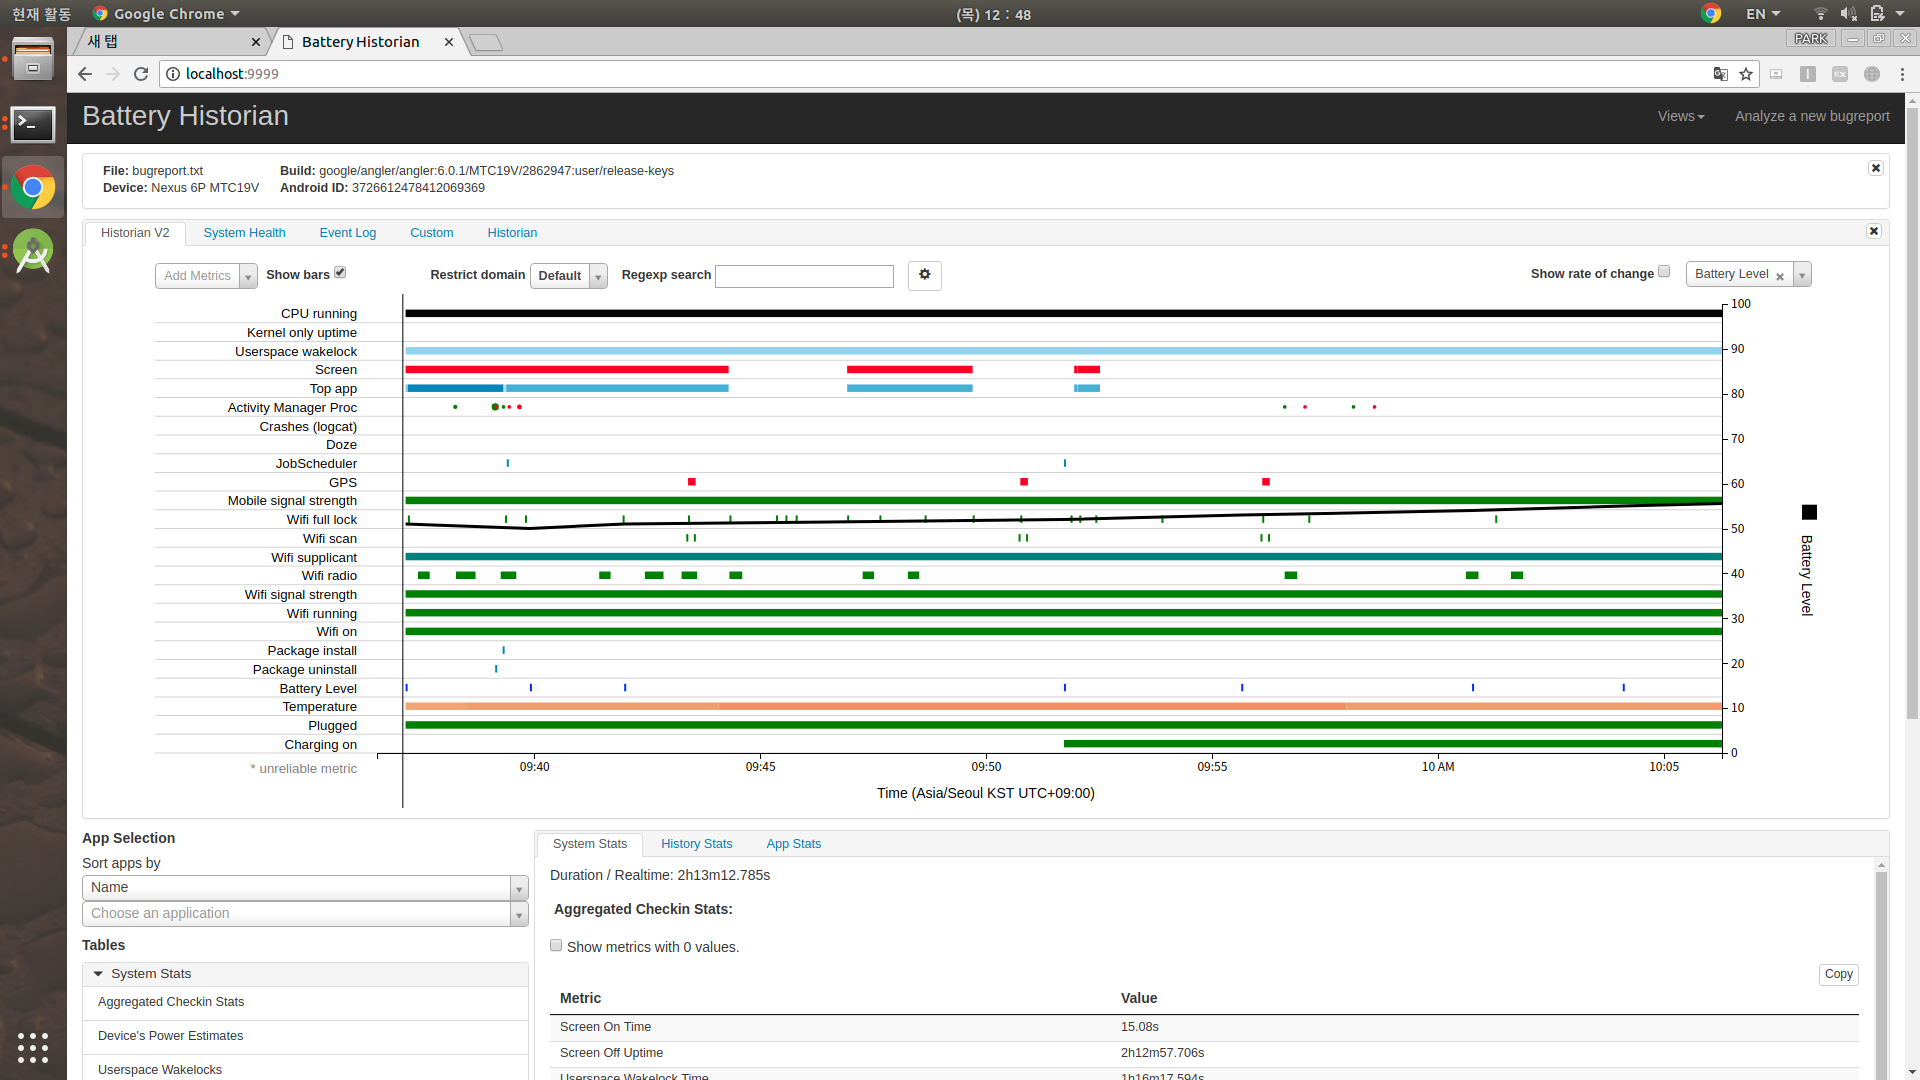 현재 활동 Google Chrome (목) 12 : 48 EN
새 탭 Battery Historian PARK
localhost:9999
Battery Historian Views Analyze a new bugreport
File: bugreport.txt Build: google/angler/angler:6.0.1/MTC19V/2862947:user/release-keys
Device: Nexus 6P MTC19V Android ID: 3726612478412069369
Historian V2 System Health Event Log Custom Historian
Add Metrics Show bars Restrict domain Default Regexp search Show rate of change Battery Level
CPU running
Kernel only uptime
Userspace wakelock
Screen
Top app
Activity Manager Proc
Crashes (logcat)
Doze
JobScheduler
GPS
Mobile signal strength
Wifi full lock
Wifi scan
Wifi supplicant
Wifi radio
Wifi signal strength
Wifi running
Wifi on
Package install
Package uninstall
Battery Level
Temperature
Plugged
Charging on
* unreliable metric
100
90
80
70
60
50
40
30
20
10
0
Battery Level
09:40 09:45 09:50 09:55 10 AM 10:05
Time (Asia/Seoul KST UTC+09:00)
App Selection
Sort apps by
Name
Choose an application
Tables
System Stats
Aggregated Checkin Stats
Device's Power Estimates
Userspace Wakelocks
System Stats History Stats App Stats
Duration / Realtime: 2h13m12.785s
Aggregated Checkin Stats:
Show metrics with 0 values.
Copy
Metric Value
Screen On Time 15.08s
Screen Off Uptime 2h12m57.706s
Userspace Wakelock Time 1h16m17.594s